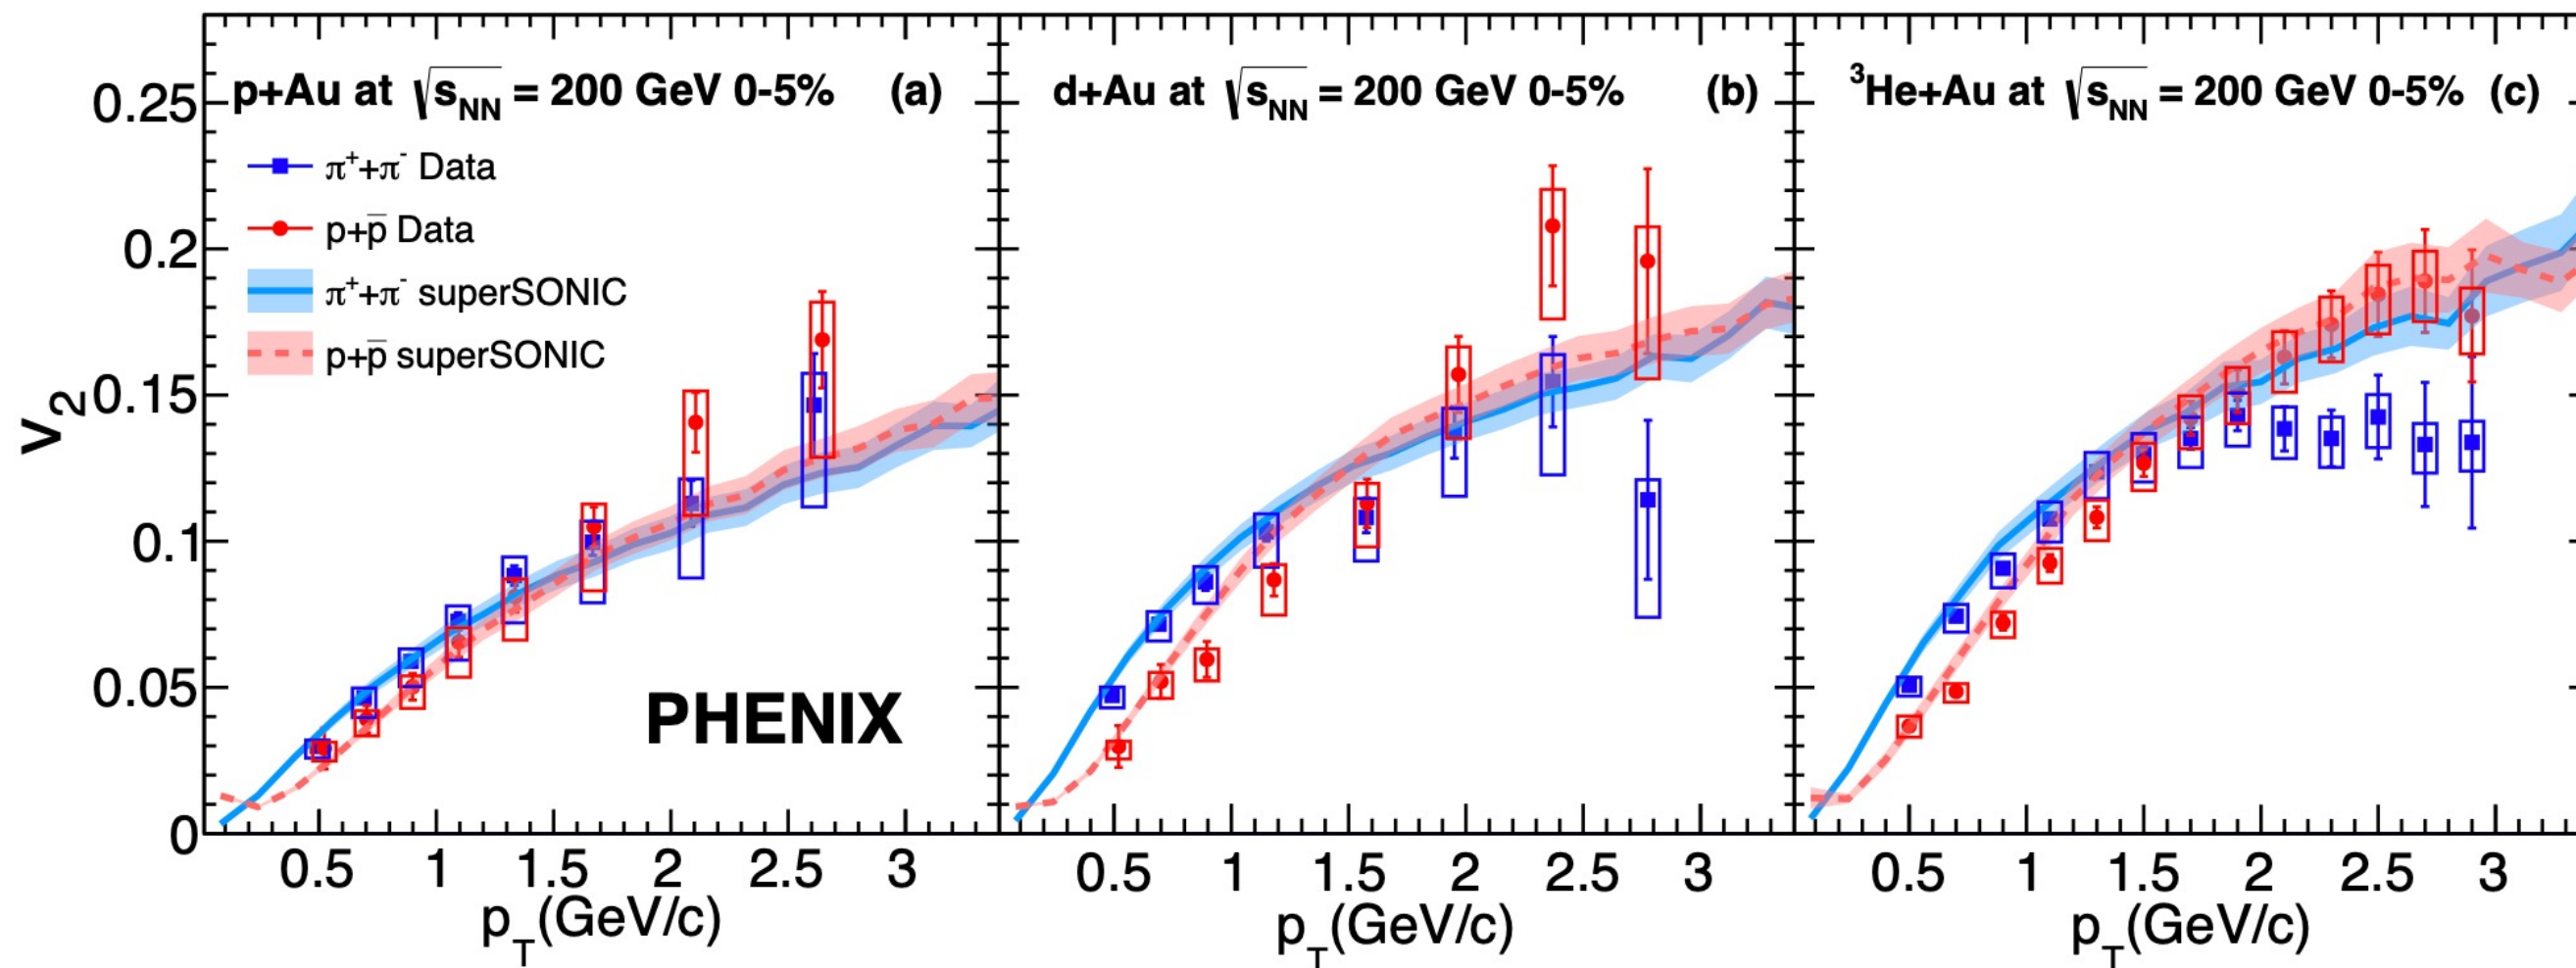 p+Au at √sNN = 200 GeV 0-5% (a)
π⁺+π⁻ Data
p+p̅ Data
π⁺+π⁻ superSONIC
p+p̅ superSONIC
PHENIX
d+Au at √sNN = 200 GeV 0-5% (b)
³He+Au at √sNN = 200 GeV 0-5% (c)
v₂
0.25
0.2
0.15
0.1
0.05
0
0.5 1 1.5 2 2.5 3
0.5 1 1.5 2 2.5 3
0.5 1 1.5 2 2.5 3
pT(GeV/c)
pT(GeV/c)
pT(GeV/c)